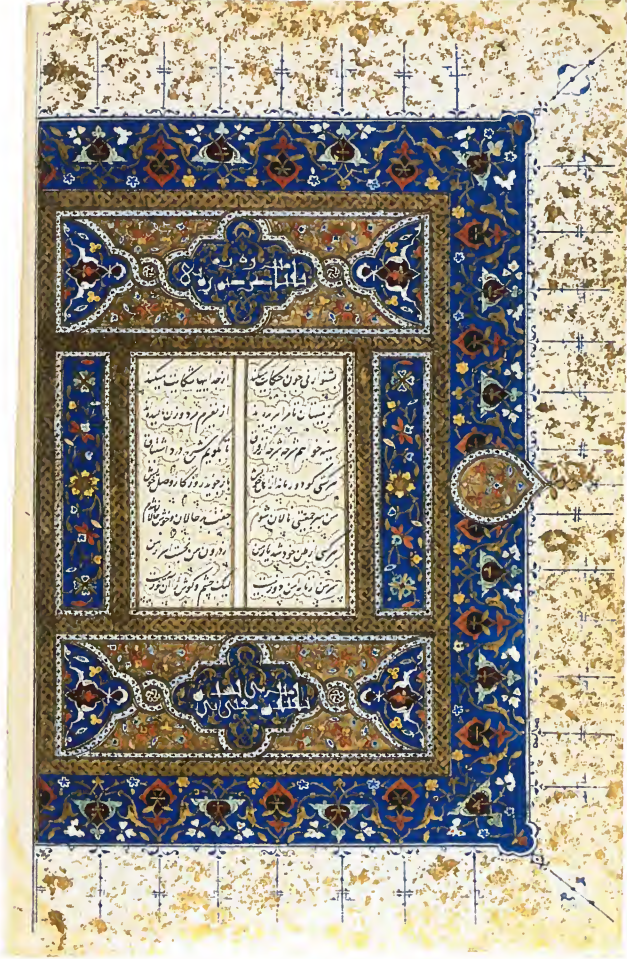 بشنو از نی چون حکایت میکند از جداییها شکایت میکند
کز نیستان تا مرا ببریده اند از نفیرم مرد و زن نالیده اند
سینه خواهم شرحه شرحه از فراق تا بگویم شرح درد اشتیاق
هر کسی کو دور ماند از اصل خویش باز جوید روزگار وصل خویش
من بهر جمعیتی نالان شدم جفت بدحالان و خوش حالان شدم
هر کسی از ظن خود شد یار من از درون من نجست اسرار من
سر من از ناله من دور نیست لیک چشم و گوش را آن نور نیست